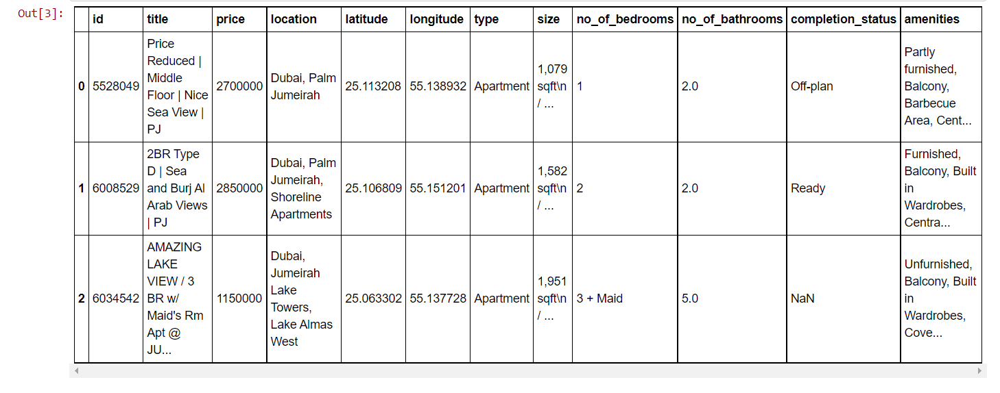 Out[3]:
id title price location latitude longitude type size no_of_bedrooms no_of_bathrooms completion_status amenities
0 5528049
Price
Reduced |
Middle
Floor | Nice
Sea View |
PJ
2700000
Dubai, Palm
Jumeirah
25.113208 55.138932 Apartment
1,079
sqft\n
/ ...
1 2.0 Off-plan
Partly
furnished,
Balcony,
Barbecue
Area, Cent...
1 6008529
2BR Type
D | Sea
and Burj Al
Arab Views
| PJ
2850000
Dubai, Palm
Jumeirah,
Shoreline
Apartments
25.106809 55.151201 Apartment
1,582
sqft\n
/ ...
2 2.0 Ready
Furnished,
Balcony, Built
in
Wardrobes,
Centra...
2 6034542
AMAZING
LAKE
VIEW / 3
BR w/
Maid's Rm
Apt @
JU...
1150000
Dubai,
Jumeirah
Lake
Towers,
Lake Almas
West
25.063302 55.137728 Apartment
1,951
sqft\n
/ ...
3 + Maid 5.0 NaN
Unfurnished,
Balcony, Built
in
Wardrobes,
Cove...